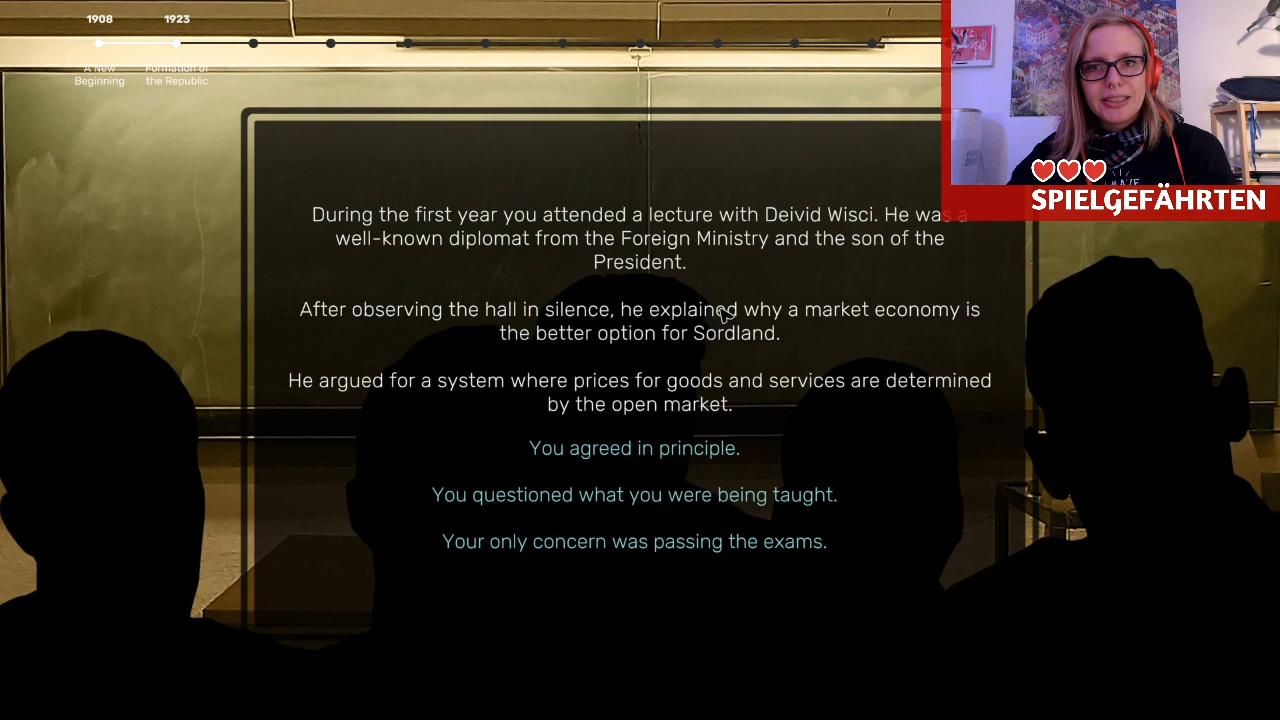 1908
1923
A New
Beginning
Formation of
the Republic
SPIELGEFÄHRTEN
During the first year you attended a lecture with Deivid Wisci. He was a
well-known diplomat from the Foreign Ministry and the son of the
President.
After observing the hall in silence, he explained why a market economy is
the better option for Sordland.
He argued for a system where prices for goods and services are determined
by the open market.
You agreed in principle.
You questioned what you were being taught.
Your only concern was passing the exams.